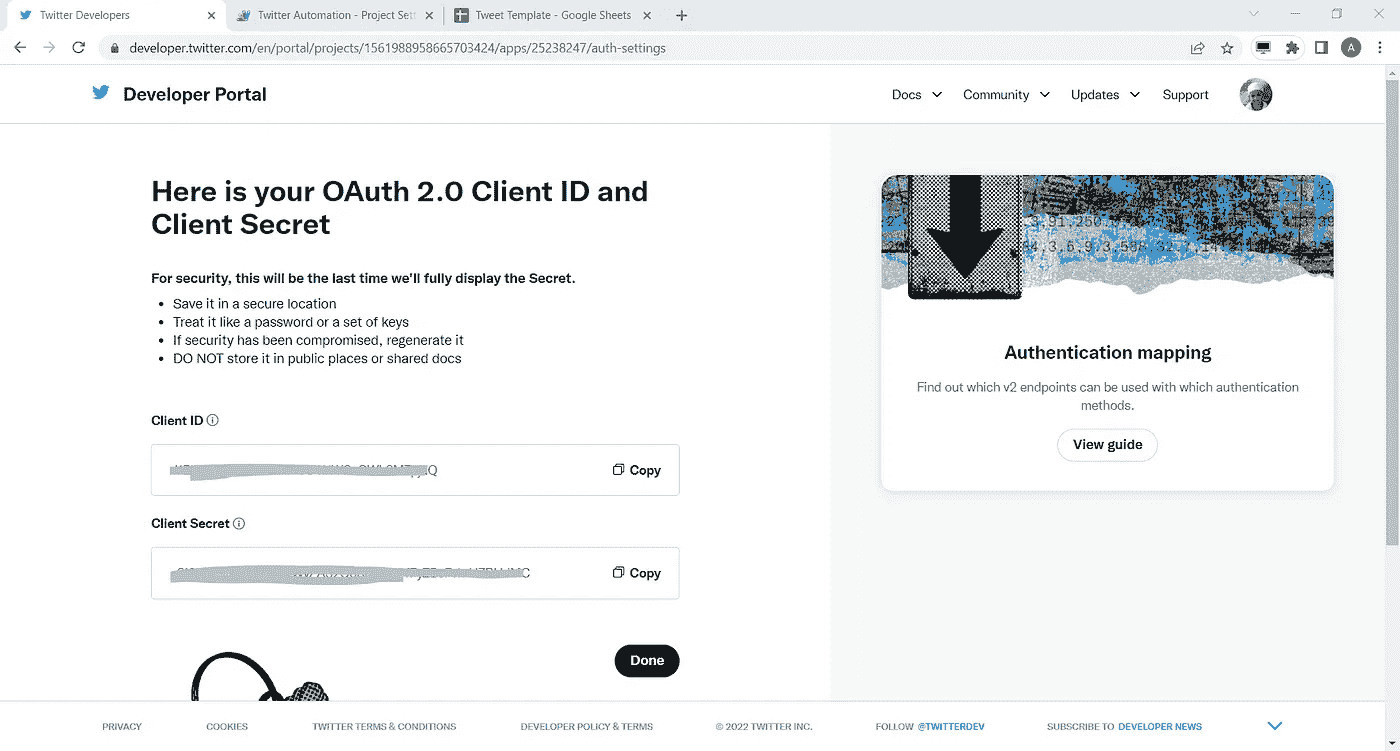 Twitter Developers
Twitter Automation - Project Sett
Tweet Template - Google Sheets
developer.twitter.com/en/portal/projects/1561988958665703424/apps/25238247/auth-settings
A
Developer Portal
Docs
Community
Updates
Support
Here is your OAuth 2.0 Client ID and
Client Secret
For security, this will be the last time we'll fully display the Secret.
• Save it in a secure location
• Treat it like a password or a set of keys
• If security has been compromised, regenerate it
• DO NOT store it in public places or shared docs
Client ID
Copy
Client Secret
Copy
Done
Authentication mapping
Find out which v2 endpoints can be used with which authentication
methods.
View guide
PRIVACY
COOKIES
TWITTER TERMS & CONDITIONS
DEVELOPER POLICY & TERMS
© 2022 TWITTER INC.
FOLLOW @TWITTERDEV
SUBSCRIBE TO DEVELOPER NEWS